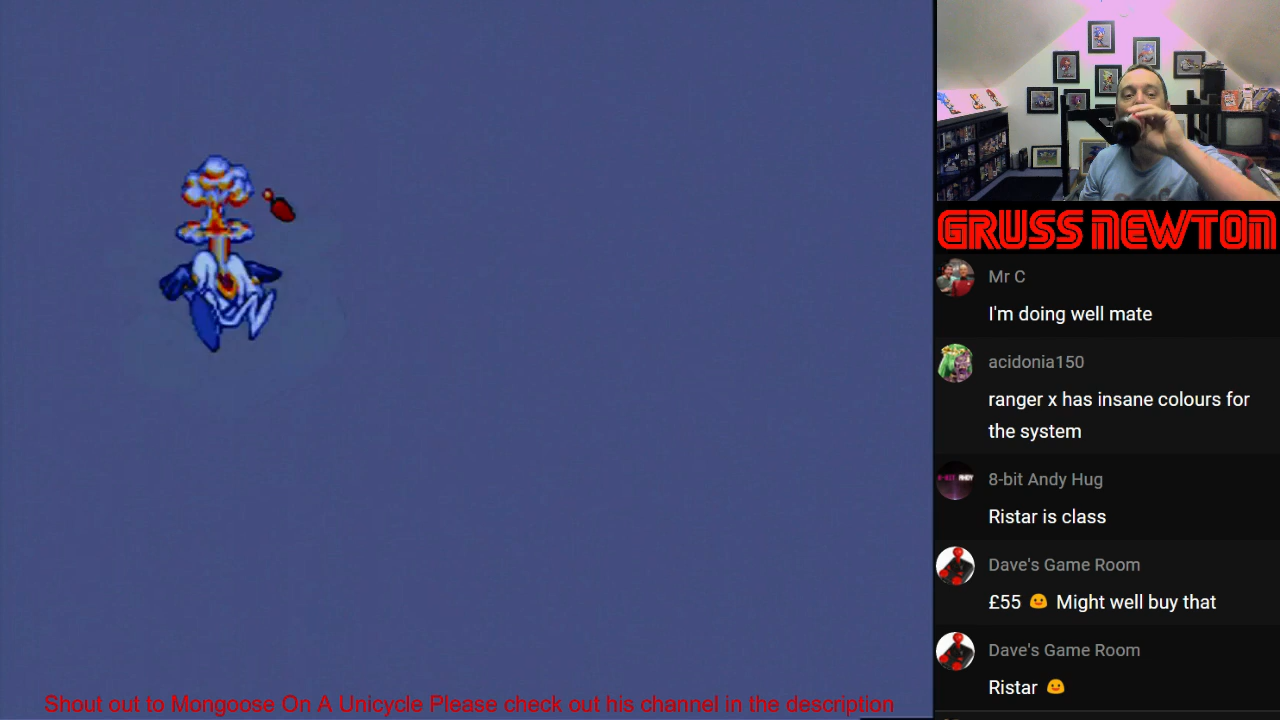 GRUSS NEWTON
Mr C
I'm doing well mate
acidonia150
ranger x has insane colours for
the system
8-bit Andy Hug
Ristar is class
Dave's Game Room
£55 Might well buy that
Dave's Game Room
Ristar
Shout out to Mongoose On A Unicycle Please check out his channel in the description